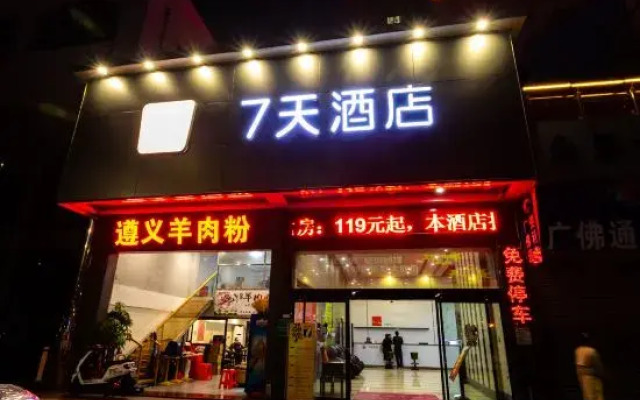 7天酒店
遵义羊肉粉
房：119元起，本酒店
免费停车
广佛通